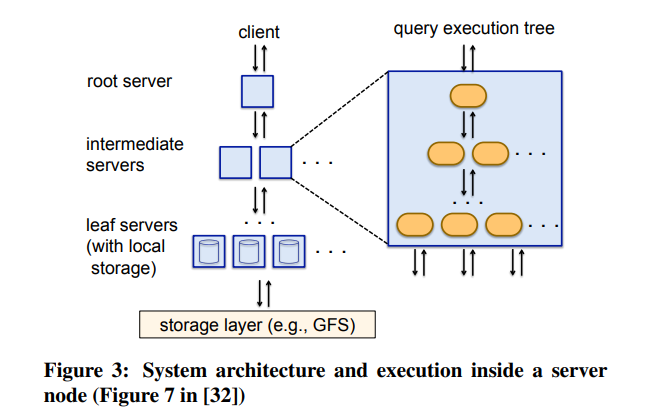 client
query execution tree
root server
intermediate
servers
. . .
. . .
. . .
leaf servers
(with local
storage)
. . .
. . .
. . .
storage layer (e.g., GFS)
Figure 3: System architecture and execution inside a server
node (Figure 7 in [32])